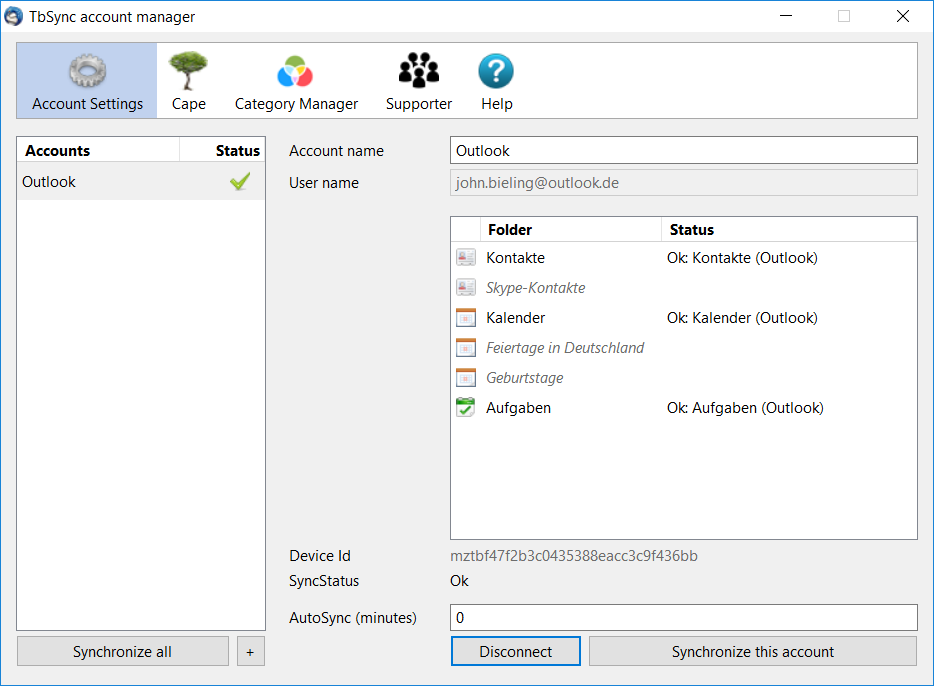 TbSync account manager
Account Settings
Cape
Category Manager
Supporter
Help
Accounts Status
Outlook
Account name Outlook
User name john.bieling@outlook.de
Folder Status
Kontakte Ok: Kontakte (Outlook)
Skype-Kontakte
Kalender Ok: Kalender (Outlook)
Feiertage in Deutschland
Geburtstage
Aufgaben Ok: Aufgaben (Outlook)
Device Id mztbf47f2b3c0435388eacc3c9f436bb
SyncStatus Ok
AutoSync (minutes) 0
Synchronize all + Disconnect Synchronize this account